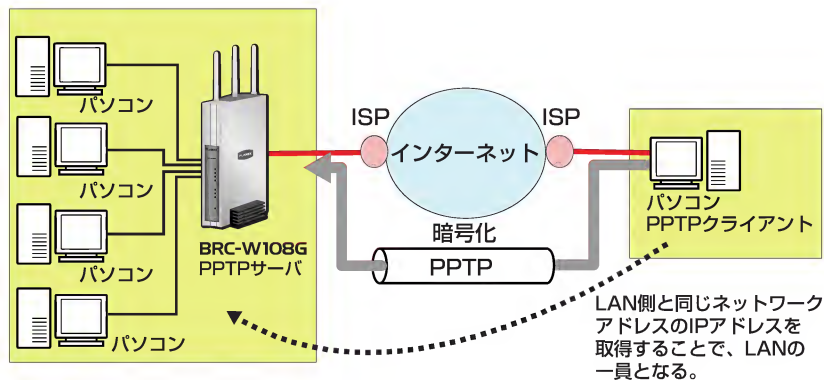 パソコン
パソコン
パソコン
パソコン
BRC-W108G
PPTPサーバ
ISP
インターネット
ISP
暗号化
PPTP
パソコン
PPTPクライアント
LAN側と同じネットワーク
アドレスのIPアドレスを
取得することで、LANの
一員となる。